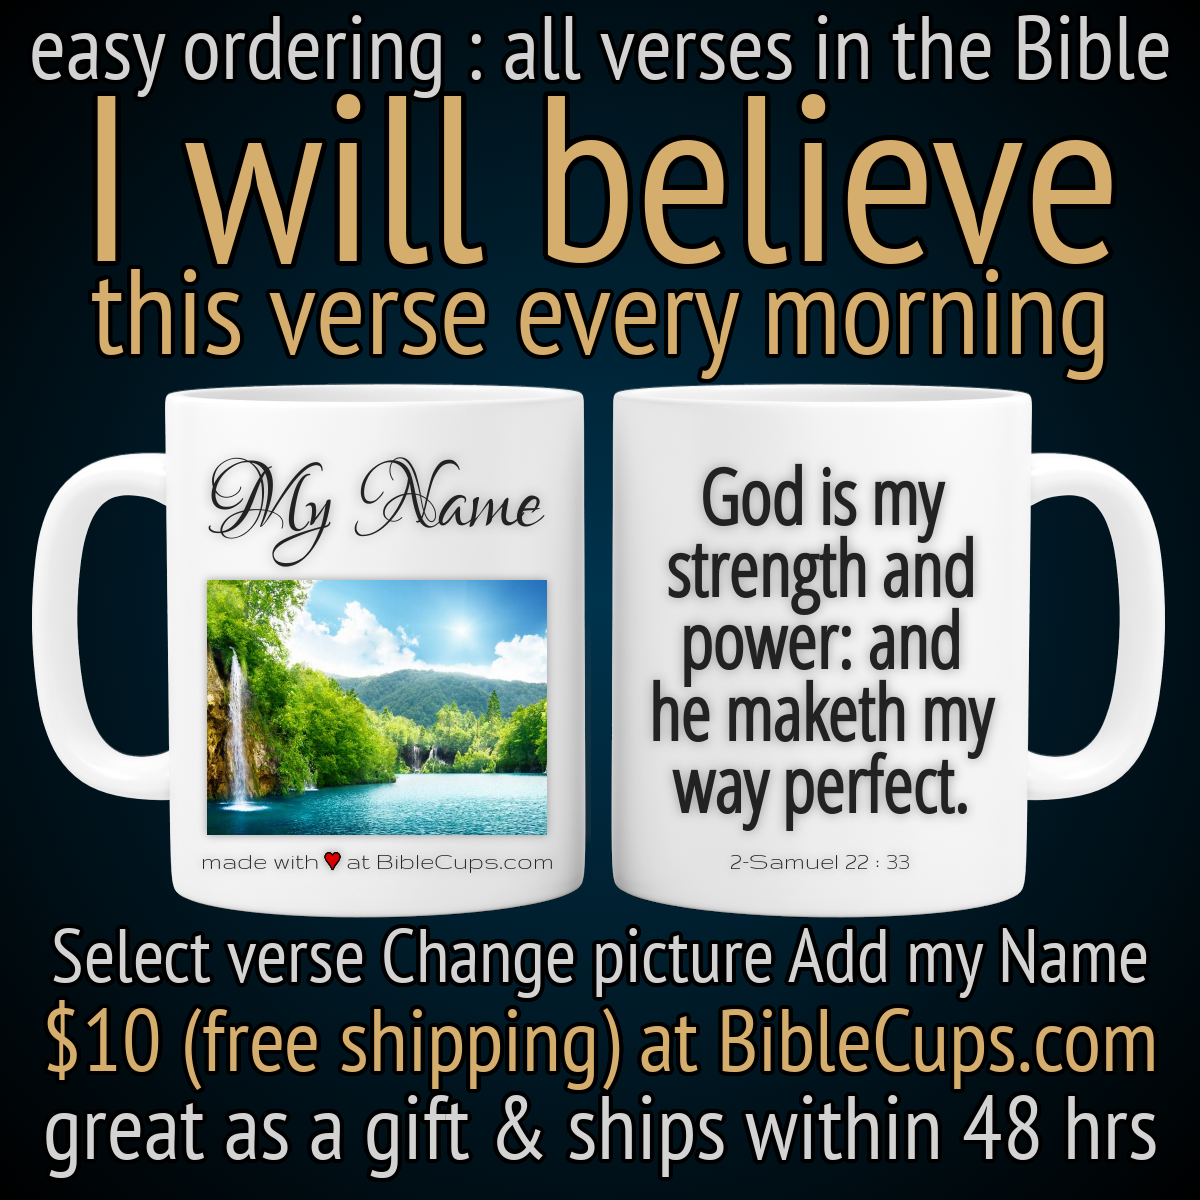 easy ordering : all verses in the Bible
I will believe
this verse every morning
My Name
made with ♥ at BibleCups.com
God is my
strength and
power: and
he maketh my
way perfect.
2-Samuel 22 : 33
Select verse Change picture Add my Name
$10 (free shipping) at BibleCups.com
great as a gift & ships within 48 hrs